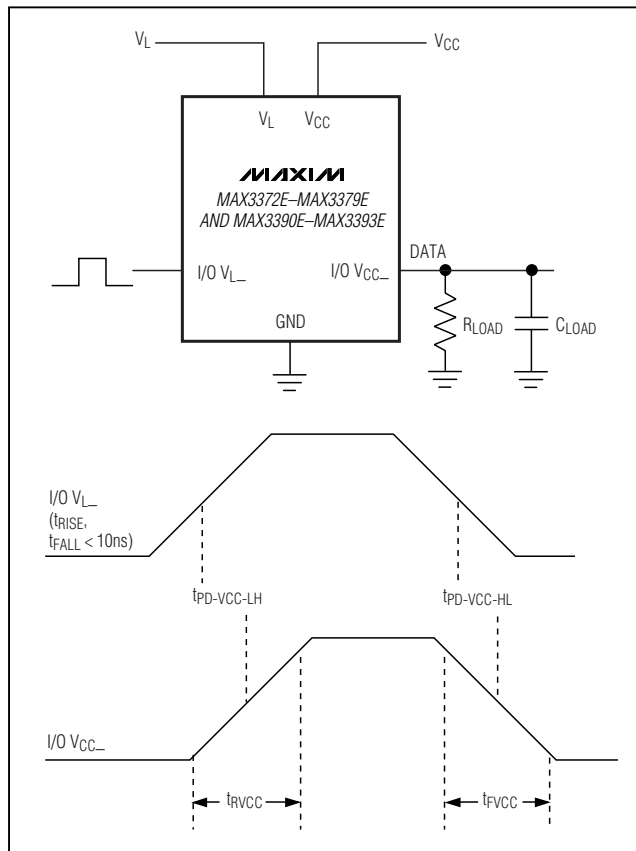 VL
VCC
VL VCC
MAXIM
MAX3372E–MAX3379E
AND MAX3390E–MAX3393E
DATA
I/O VL_ I/O VCC_
GND
RLOAD CLOAD
I/O VL_
(tRISE,
tFALL < 10ns)
tPD-VCC-LH tPD-VCC-HL
I/O VCC_
tRVCC tFVCC